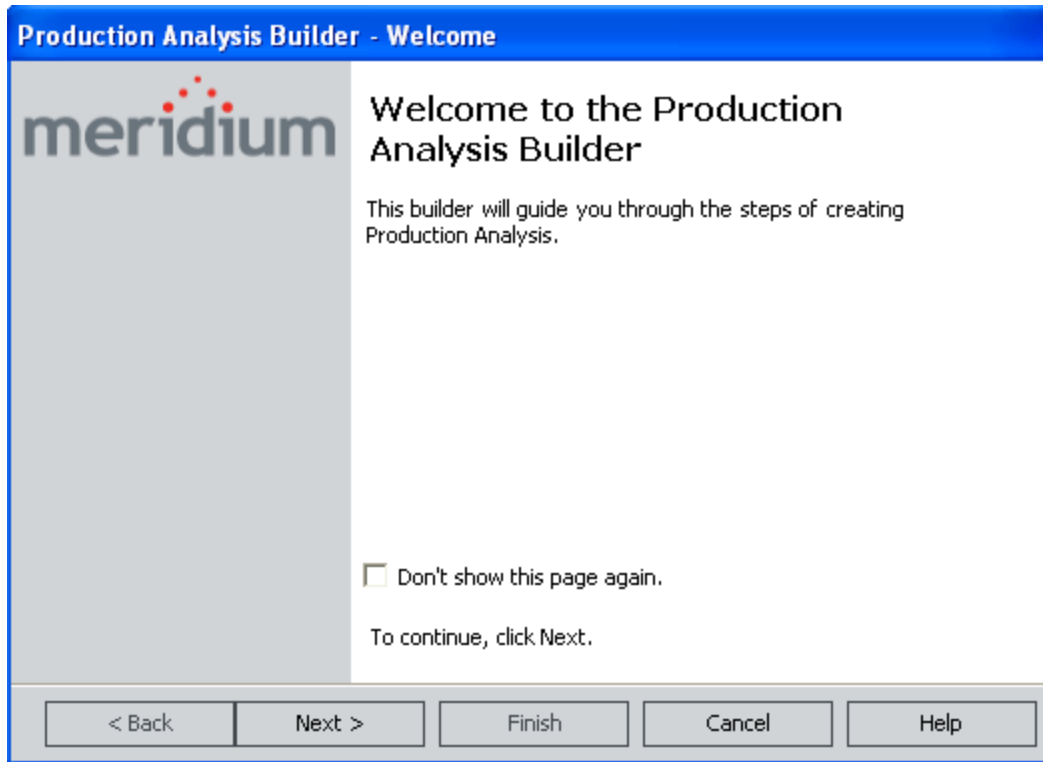 Production Analysis Builder - Welcome
meridium
Welcome to the Production
Analysis Builder
This builder will guide you through the steps of creating
Production Analysis.
Don't show this page again.
To continue, click Next.
< Back
Next >
Finish
Cancel
Help